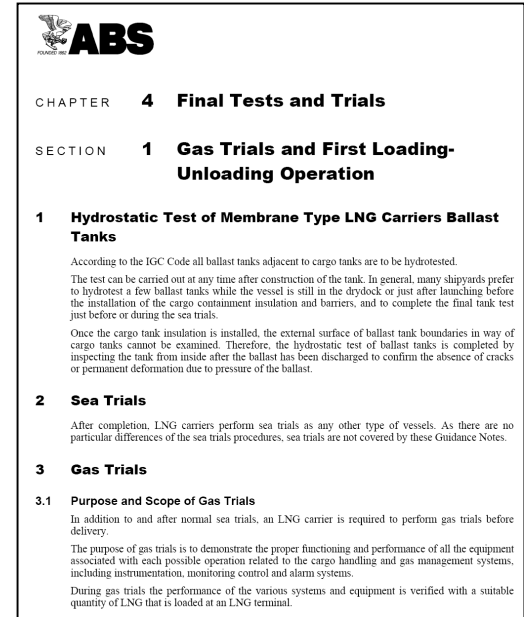 FOUNDED 1862
ABS
CHAPTER 4 Final Tests and Trials
SECTION 1 Gas Trials and First Loading-
Unloading Operation
1 Hydrostatic Test of Membrane Type LNG Carriers Ballast
Tanks
According to the IGC Code all ballast tanks adjacent to cargo tanks are to be hydrotested.
The test can be carried out at any time after construction of the tank. In general, many shipyards prefer
to hydrotest a few ballast tanks while the vessel is still in the drydock or just after launching before
the installation of the cargo containment insulation and barriers, and to complete the final tank test
just before or during the sea trials.
Once the cargo tank insulation is installed, the external surface of ballast tank boundaries in way of
cargo tanks cannot be examined. Therefore, the hydrostatic test of ballast tanks is completed by
inspecting the tank from inside after the ballast has been discharged to confirm the absence of cracks
or permanent deformation due to pressure of the ballast.
2 Sea Trials
After completion, LNG carriers perform sea trials as any other type of vessels. As there are no
particular differences of the sea trials procedures, sea trials are not covered by these Guidance Notes.
3 Gas Trials
3.1 Purpose and Scope of Gas Trials
In addition to and after normal sea trials, an LNG carrier is required to perform gas trials before
delivery.
The purpose of gas trials is to demonstrate the proper functioning and performance of all the equipment
associated with each possible operation related to the cargo handling and gas management systems,
including instrumentation, monitoring control and alarm systems.
During gas trials the performance of the various systems and equipment is verified with a suitable
quantity of LNG that is loaded at an LNG terminal.